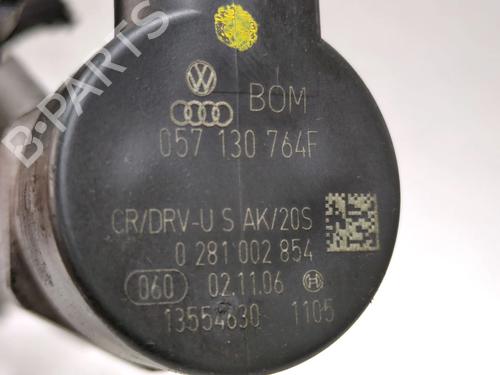 BOM
057 130 764F
CR/DRV-U S AK/20S
0 281 002 854
060 02.11.06
13554630 1105
B-PARTS